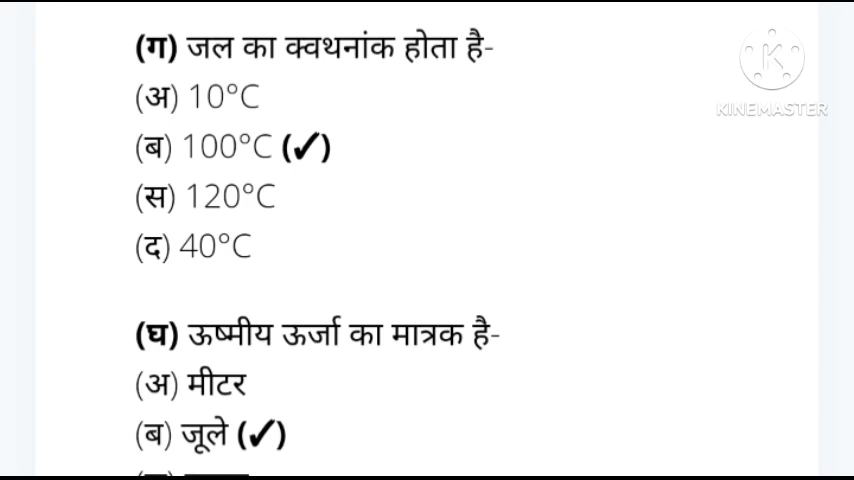 (ग) जल का क्वथनांक होता है-
(अ) 10°C
(ब) 100°C (✓)
(स) 120°C
(द) 40°C
(घ) ऊष्मीय ऊर्जा का मात्रक है-
(अ) मीटर
(ब) जूले (✓)
KINEMASTER